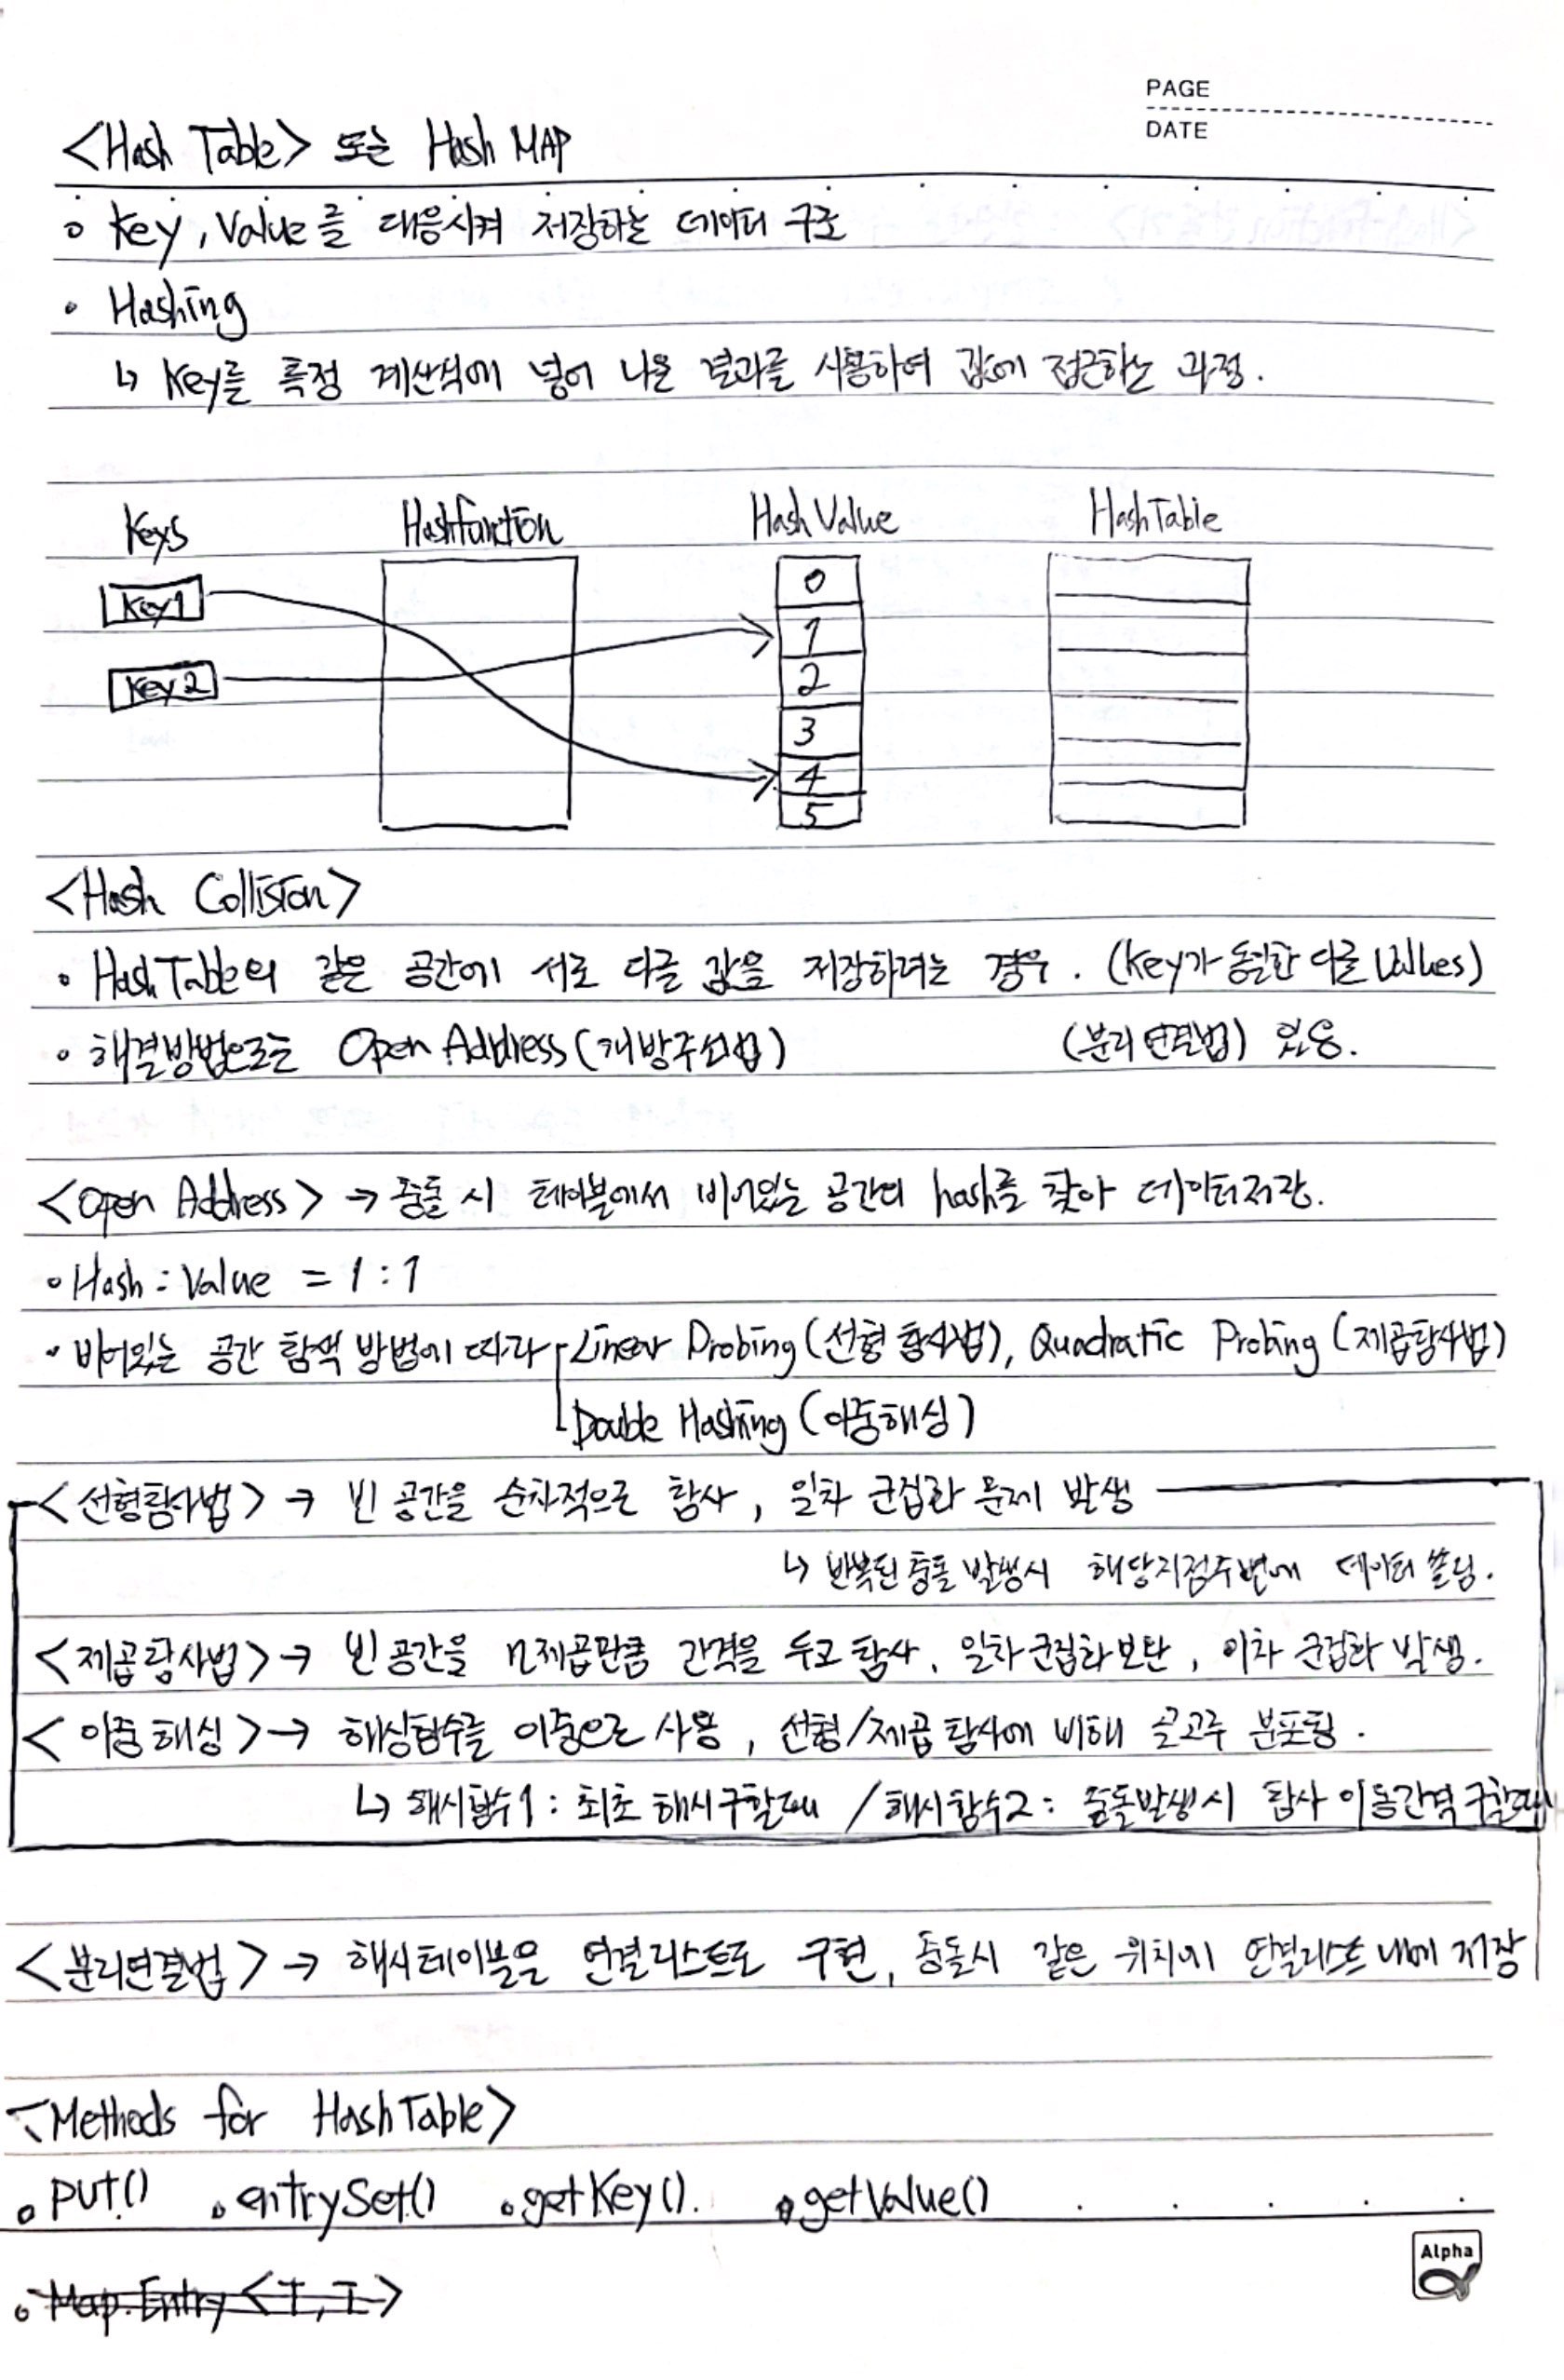 PAGE
DATE
<Hash Table> 또는 Hash MAP
Key, Value를 대응시켜 저장하는 데이터 구조
Hashing
↳ Key를 특정 계산식에 넣어 나온 결과를 사용하여 값에 접근하는 과정.
Keys Hashfunction Hash Value HashTable
Key1
Key2
0
1
2
3
4
5
<Hash Collision>
HashTable의 같은 공간에 서로 다른 값을 저장하려는 경우. (Key가 동일한 다른 Values)
해결방법으로는 Open Address(개방주소법) (분리 연결법) 있음.
<Open Address> → 충돌 시 테이블에서 비어있는 공간의 hash를 찾아 데이터저장.
Hash : Value = 1 : 1
비어있는 공간 탐색 방법에 따라 Linear Probing(선형 탐사법), Quadratic Probing(제곱탐사법)
Double Hashing(이중해싱)
<선형탐사법> → 빈 공간을 순차적으로 탐사, 일차 군집화 문제 발생
↳ 반복된 충돌 발생시 해당지점주변에 데이터 쏠림.
<제곱탐사법> → 빈 공간을 n제곱만큼 간격을 두고 탐사, 일차군집화보완, 이차 군집화 발생.
<이중 해싱> → 해싱함수를 이중으로 사용, 선형/제곱 탐사에 비해 골고루 분포됨.
↳ 해시함수1: 최초 해시구할때 / 해시함수2: 충돌발생시 탐사 이동간격 구할때
<분리연결법> → 해시테이블을 연결리스트로 구현, 충돌시 같은 위치에 연결리스트 내에 저장
<Methods for HashTable>
put() entrySet() getKey(). getValue()
Map.Entry<T, T>
Alpha